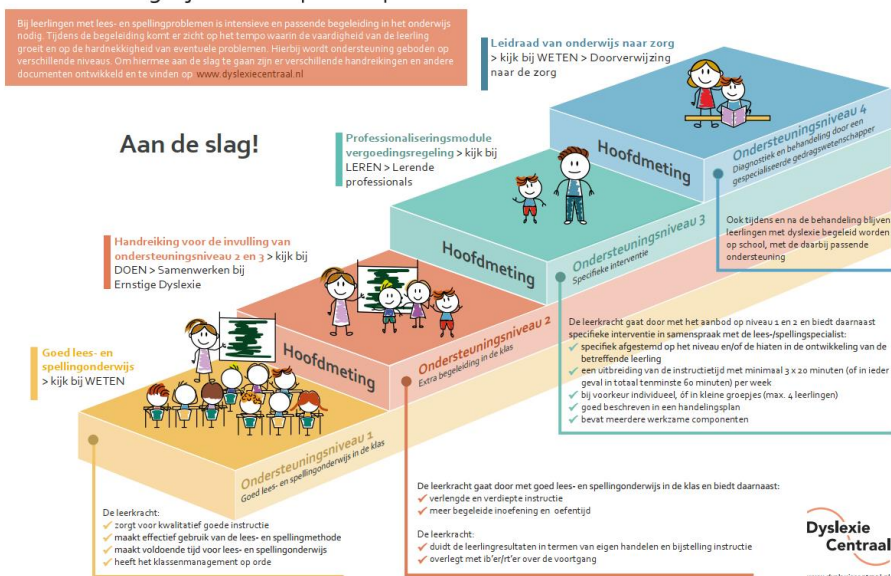 Bij leerlingen met lees- en spellingproblemen is intensieve en passende begeleiding in het onderwijs
nodig. Tijdens de begeleiding komt er zicht op het tempo waarin de vaardigheid van de leerling
groeit en op de hardnekkigheid van eventuele problemen. Hierbij wordt ondersteuning geboden op
verschillende niveaus. Om hiermee aan de slag te gaan zijn er verschillende handreikingen en andere
documenten ontwikkeld en te vinden op www.dyslexiecentraal.nl
Leidraad van onderwijs naar zorg
> kijk bij WETEN > Doorverwijzing
naar de zorg
Aan de slag!
Professionaliseringsmodule
vergoedingsregeling > kijk bij
LEREN > Lerende
professionals
Hoofdmeting
Ondersteuningsniveau 4
Diagnostiek en behandeling door een
gespecialiseerde gedragswetenschapper
Ook tijdens en na de behandeling blijven
leerlingen met dyslexie begeleid worden
op school, met de daarbij passende
ondersteuning
Handreiking voor de invulling van
ondersteuningsniveau 2 en 3 > kijk bij
DOEN > Samenwerken bij
Ernstige Dyslexie
Hoofdmeting
Ondersteuningsniveau 3
Specifieke interventie
De leerkracht gaat door met het aanbod op niveau 1 en 2 en biedt daarnaast
specifieke interventie in samenspraak met de lees-/spellingspecialist:
specifiek afgestemd op het niveau en/of de hiaten in de ontwikkeling van de
betreffende leerling
een uitbreiding van de instructietijd met minimaal 3 x 20 minuten (of in ieder
geval in totaal tenminste 60 minuten) per week
bij voorkeur individueel, óf in kleine groepjes (max. 4 leerlingen)
goed beschreven in een handelingsplan
bevat meerdere werkzame componenten
Goed lees- en
spellingonderwijs
> kijk bij WETEN
Hoofdmeting
Ondersteuningsniveau 2
Extra begeleiding in de klas
De leerkracht gaat door met goed lees- en spellingonderwijs in de klas en biedt daarnaast:
verlengde en verdiepte instructie
meer begeleide inoefening en oefentijd
De leerkracht:
duidt de leerlingresultaten in termen van eigen handelen en bijstelling instructie
overlegt met ib'er/rt'er over de voortgang
Ondersteuningsniveau 1
Goed lees- en spellingonderwijs in de klas
De leerkracht:
zorgt voor kwalitatief goede instructie
maakt effectief gebruik van de lees- en spellingmethode
maakt voldoende tijd voor lees- en spellingonderwijs
heeft het klassenmanagement op orde
Dyslexie
Centraal